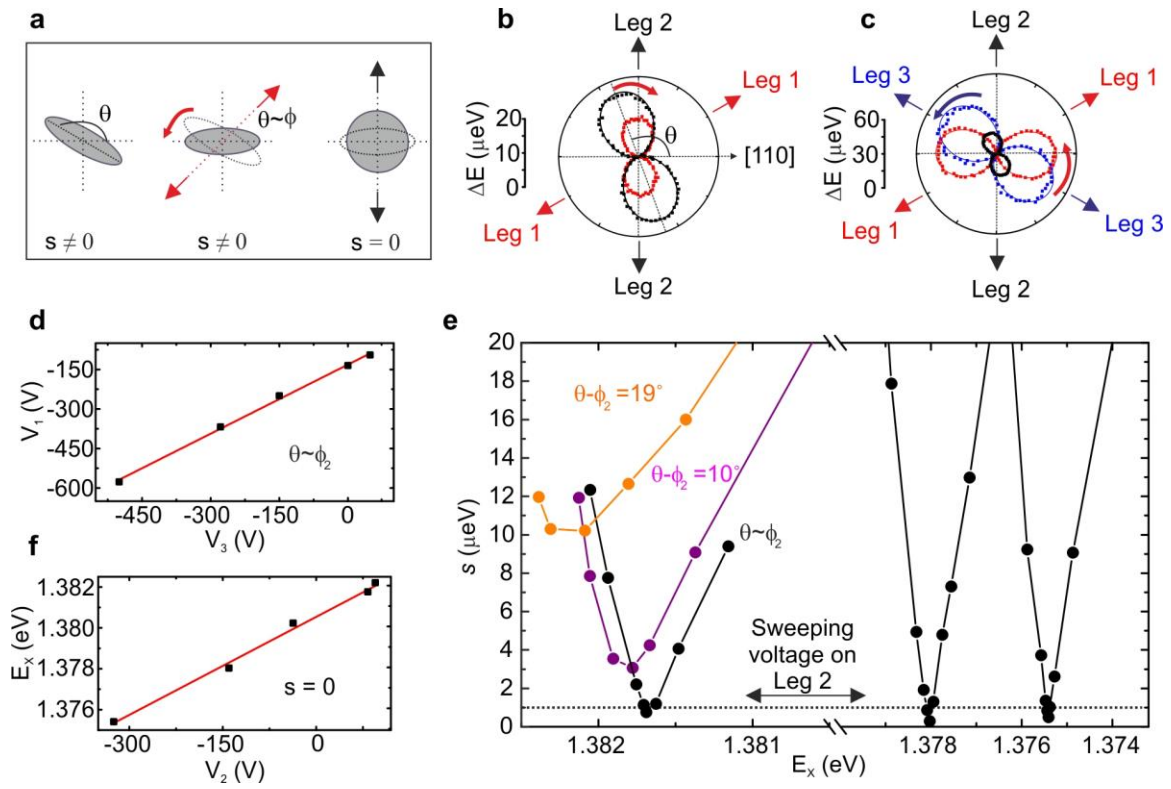 a
θ
θ~ϕ
s ≠ 0
s ≠ 0
s = 0
b
Leg 2
Leg 1
ΔE (μeV)
20
10
0
θ
[110]
Leg 1
Leg 2
c
Leg 2
Leg 3
Leg 1
ΔE (μeV)
60
30
0
Leg 1
Leg 3
Leg 2
d
V1 (V)
-150
-300
-450
-600
θ~ϕ2
-450 -300 -150 0
V3 (V)
e
s (μeV)
20
18
16
14
12
10
8
6
4
2
0
θ-ϕ2 =19°
θ-ϕ2 =10°
θ~ϕ2
Sweeping
voltage on
Leg 2
1.382 1.381 1.378 1.376 1.374
EX (eV)
f
EX (eV)
1.382
1.380
1.378
1.376
s = 0
-300 -150 0
V2 (V)